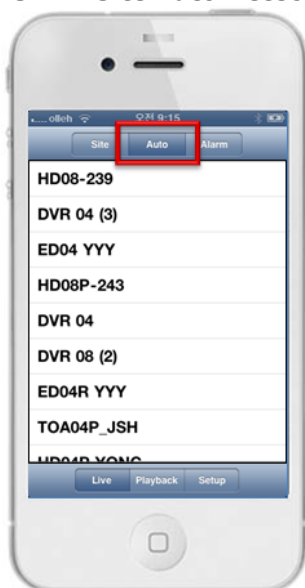 olleh 오전 9:15
Site Auto Alarm
HD08-239
DVR 04 (3)
ED04 YYY
HD08P-243
DVR 04
DVR 08 (2)
ED04R YYY
TOA04P_JSH
Live Playback Setup